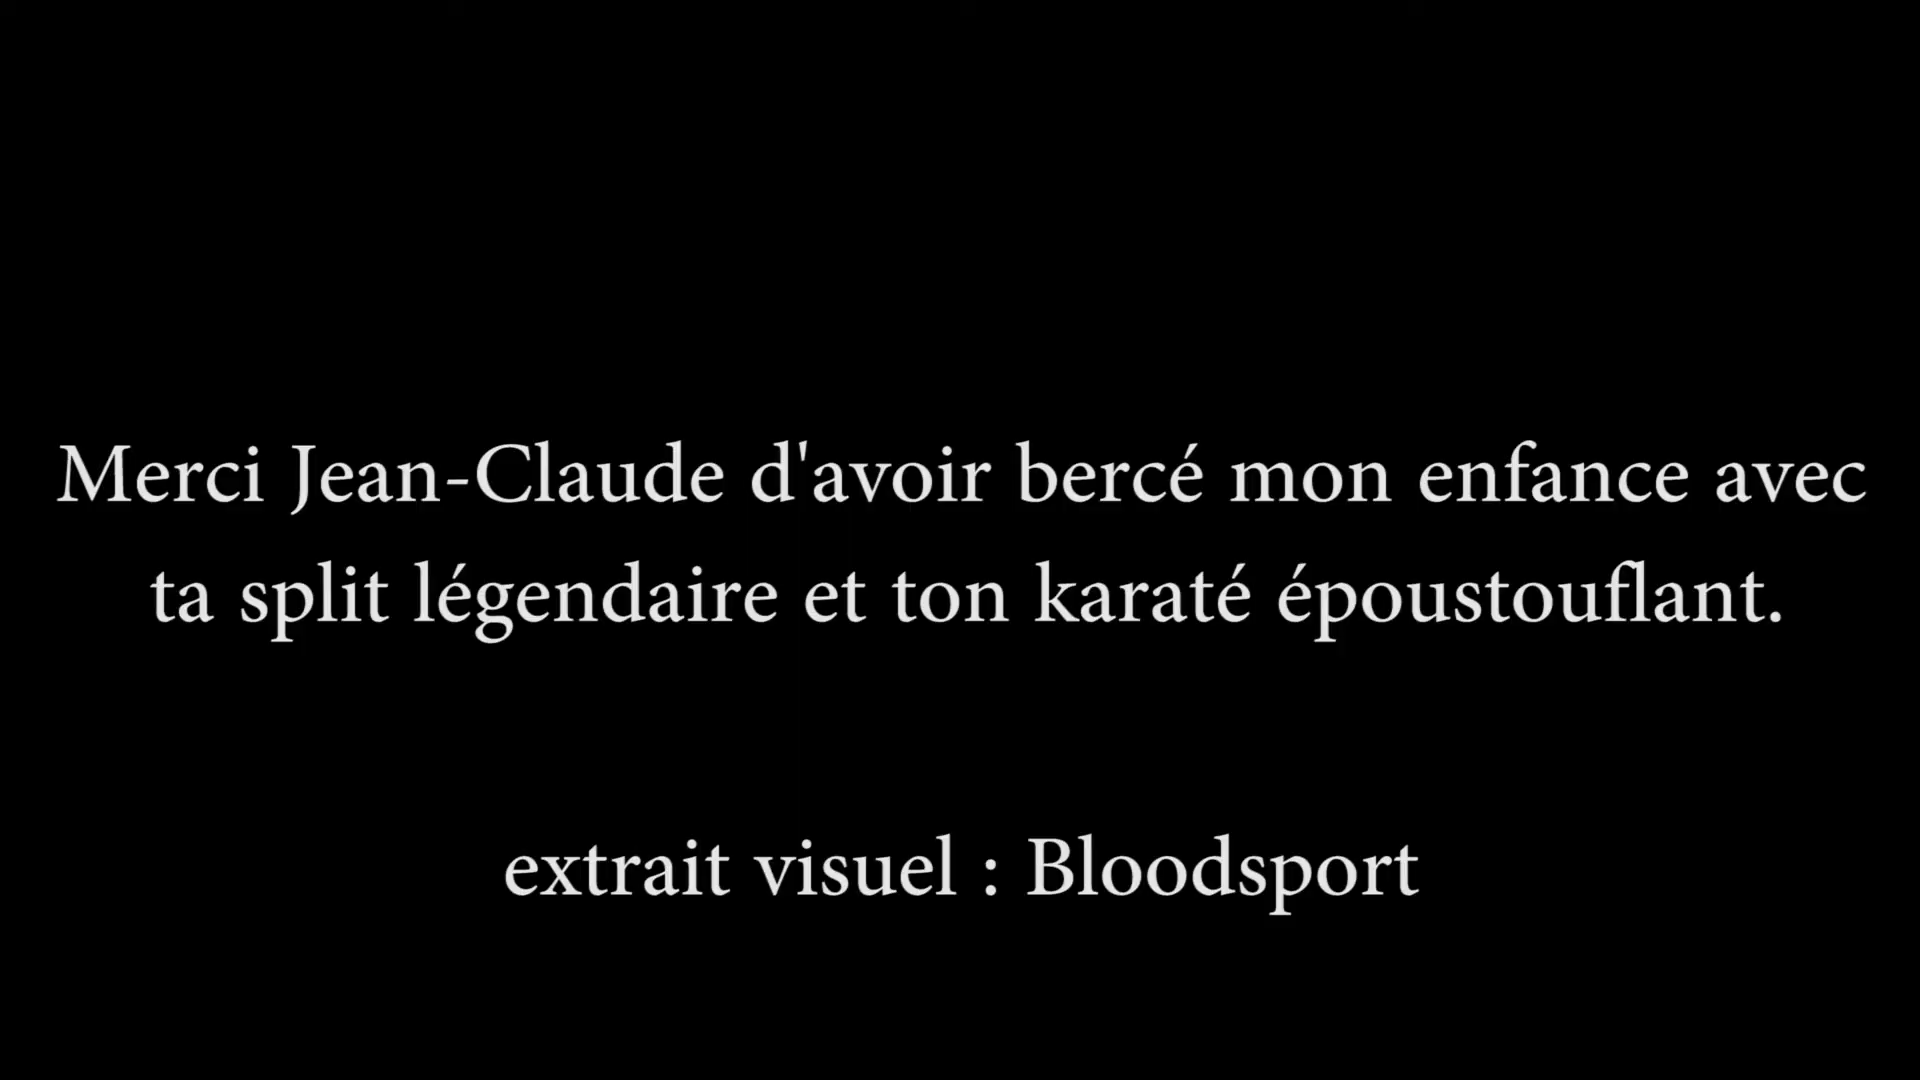 Merci Jean-Claude d'avoir bercé mon enfance avec
ta split légendaire et ton karaté époustouflant.
extrait visuel : Bloodsport